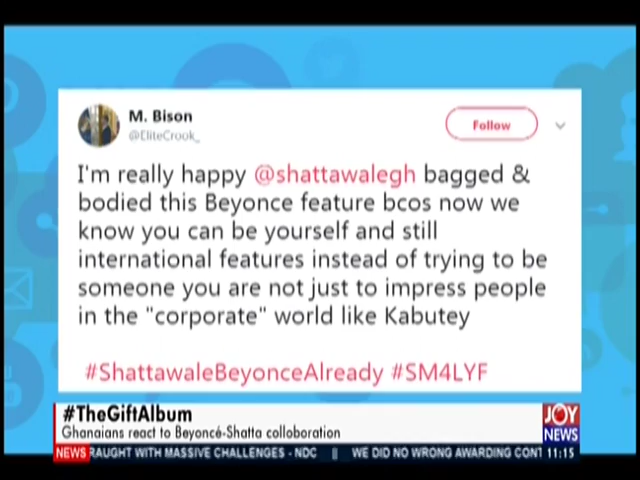 M. Bison
@EliteCrook_
Follow
I'm really happy @shattawalegh bagged &
bodied this Beyonce feature bcos now we
know you can be yourself and still
international features instead of trying to be
someone you are not just to impress people
in the "corporate" world like Kabutey
#ShattawaleBeyonceAlready #SM4LYF
#TheGiftAlbum
Ghanaians react to Beyoncé-Shatta colloboration
JOY
NEWS
NEWS RAUGHT WITH MASSIVE CHALLENGES - NDC || WE DID NO WRONG AWARDING CONT 11:15